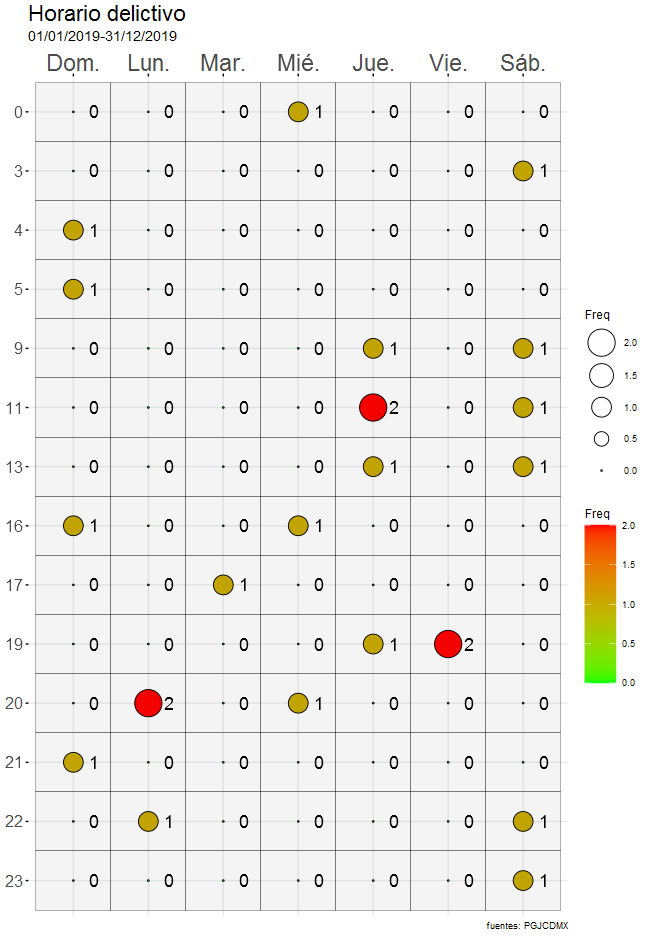 Horario delictivo
01/01/2019-31/12/2019
Dom. Lun. Mar. Mié. Jue. Vie. Sáb.
0 0 0 0 1 0 0 0
3 0 0 0 0 0 0 1
4 1 0 0 0 0 0 0
5 1 0 0 0 0 0 0
9 0 0 0 0 1 0 1
11 0 0 0 0 2 0 1
13 0 0 0 0 1 0 1
16 1 0 0 1 0 0 0
17 0 0 1 0 0 0 0
19 0 0 0 0 1 2 0
20 0 2 0 1 0 0 0
21 1 0 0 0 0 0 0
22 0 1 0 0 0 0 1
23 0 0 0 0 0 0 1
Freq
2.0
1.5
1.0
0.5
0.0
Freq
2.0
1.5
1.0
0.5
0.0
fuentes: PGJCDMX